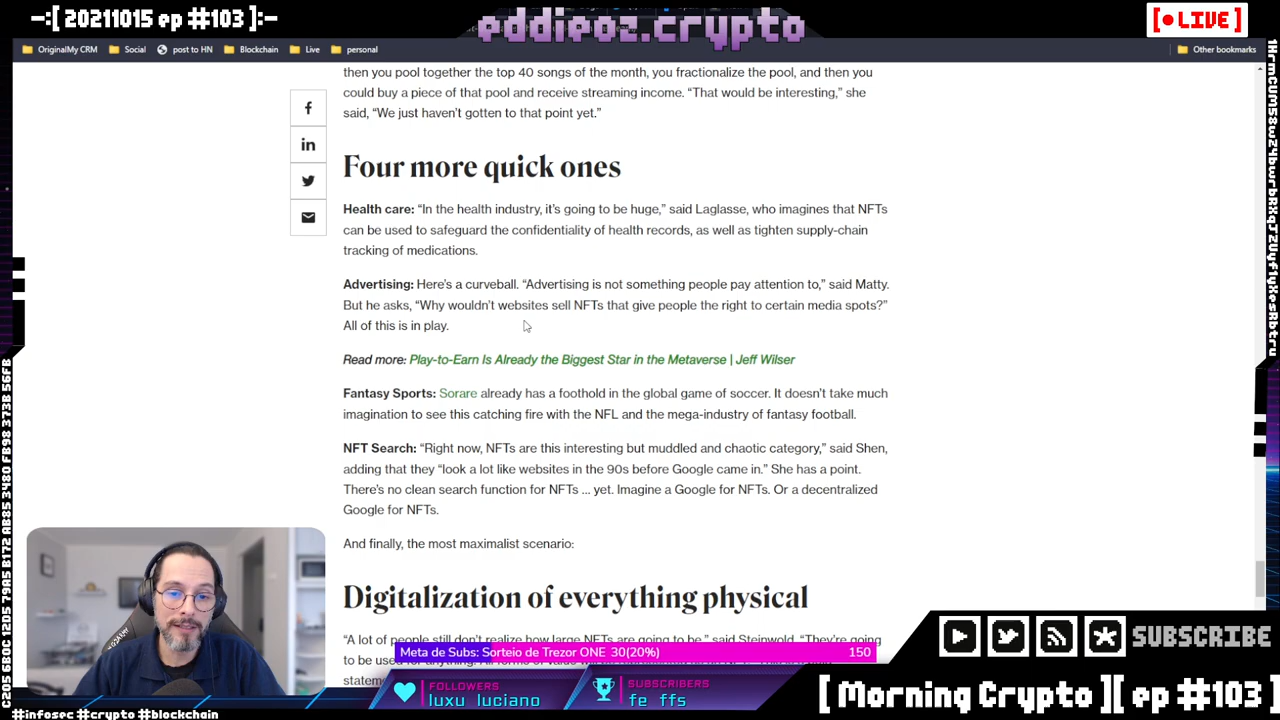 -:[ 20211015 ep #103 ]:-
eddieoz.crypto
[● LIVE]
OriginalMy CRM
Social
post to HN
Blockchain
Live
personal
Other bookmarks
then you pool together the top 40 songs of the month, you fractionalize the pool, and then you
could buy a piece of that pool and receive streaming income. “That would be interesting,” she
said, “We just haven’t gotten to that point yet.”
Four more quick ones
Health care: “In the health industry, it’s going to be huge,” said Laglasse, who imagines that NFTs
can be used to safeguard the confidentiality of health records, as well as tighten supply-chain
tracking of medications.
Advertising: Here’s a curveball. “Advertising is not something people pay attention to,” said Matty.
But he asks, “Why wouldn’t websites sell NFTs that give people the right to certain media spots?”
All of this is in play.
Read more: Play-to-Earn Is Already the Biggest Star in the Metaverse | Jeff Wilser
Fantasy Sports: Sorare already has a foothold in the global game of soccer. It doesn’t take much
imagination to see this catching fire with the NFL and the mega-industry of fantasy football.
NFT Search: “Right now, NFTs are this interesting but muddled and chaotic category,” said Shen,
adding that they “look a lot like websites in the 90s before Google came in.” She has a point.
There’s no clean search function for NFTs ... yet. Imagine a Google for NFTs. Or a decentralized
Google for NFTs.
And finally, the most maximalist scenario:
Digitalization of everything physical
“A lot of people still don’t realize how large NFTs are going to be,” said Steinwold. “They’re going
to be used for anything.
Meta de Subs: Sorteio de Trezor ONE 30(20%)
150
FOLLOWERS
luxu luciano
SUBSCRIBERS
fe ffs
SUBSCRIBE
[ Morning Crypto ][ ep #103 ]
#infosec #crypto #blockchain